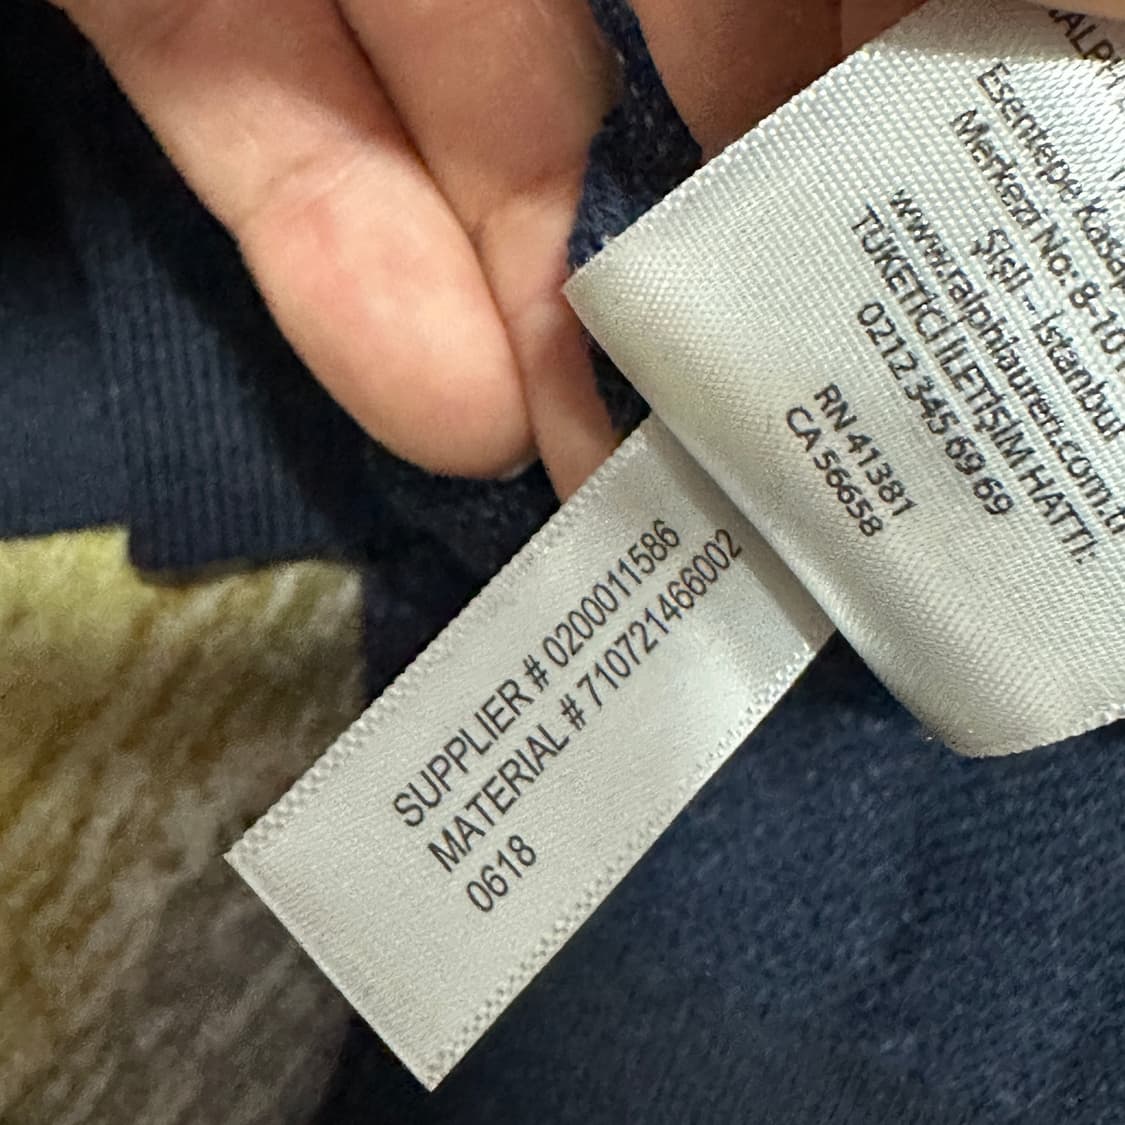 Esentepe
Merkezi No: 8-10
Şişli - İstanbul
www.ralphlauren.com.tr
TÜKETİCİ İLETİŞİM HATTI:
0212 345 69 69
RN 41381
CA 56658
SUPPLIER # 0200011586
MATERIAL # 710721466002
0618